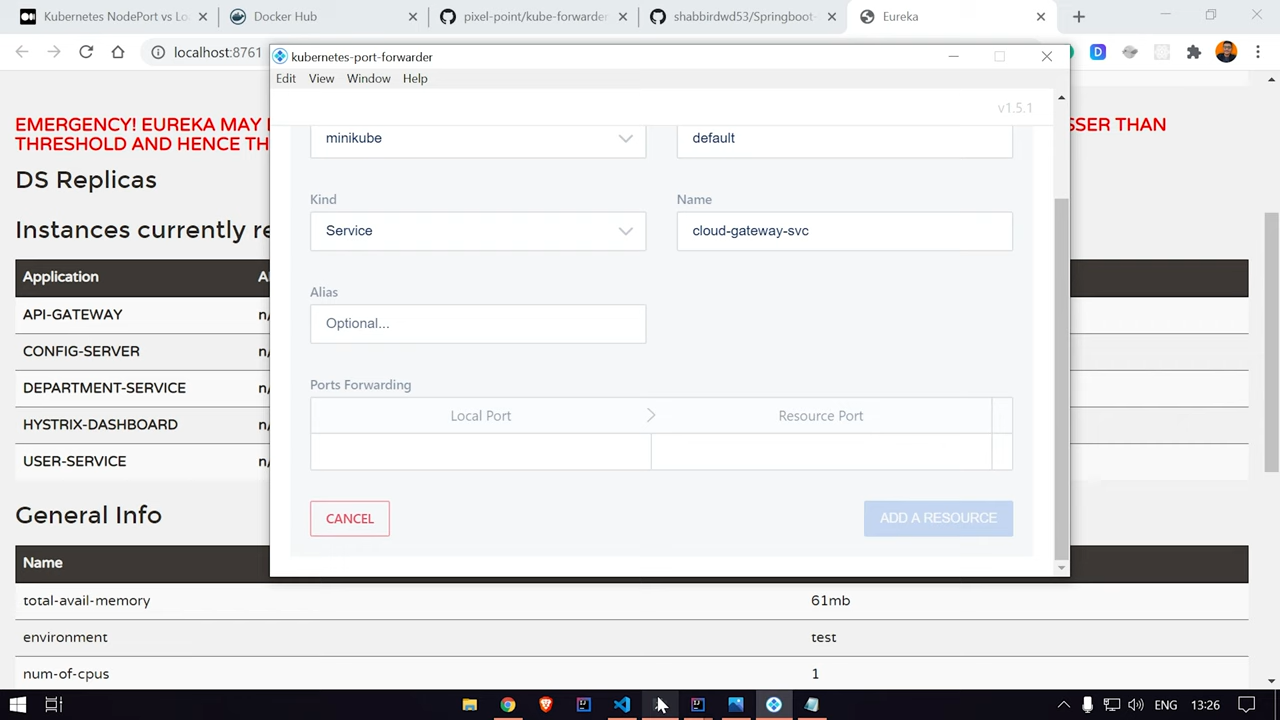 Kubernetes NodePort vs Lo
Docker Hub
pixel-point/kube-forwarder
shabbirdwd53/Springboot-
Eureka
localhost:8761
D
kubernetes-port-forwarder
Edit View Window Help
v1.5.1
EMERGENCY! EUREKA MAY
SSER THAN
THRESHOLD AND HENCE TH
minikube
default
DS Replicas
Kind
Name
Instances currently re
Service
cloud-gateway-svc
Application
Alias
API-GATEWAY n/
Optional...
CONFIG-SERVER n/
DEPARTMENT-SERVICE n/
Ports Forwarding
Local Port
Resource Port
HYSTRIX-DASHBOARD n/
USER-SERVICE n/
General Info
CANCEL
ADD A RESOURCE
Name
total-avail-memory 61mb
environment test
num-of-cpus 1
ENG 13:26